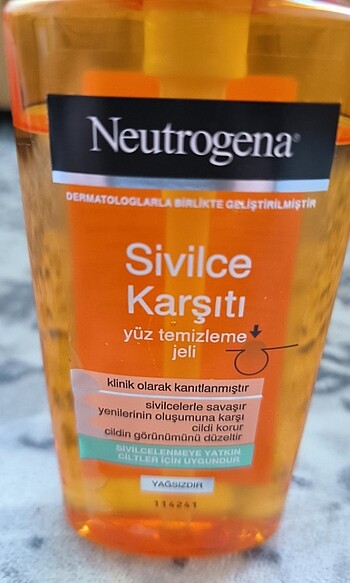 Neutrogena®
DERMATOLOGLARLA BİRLİKTE GELİŞTİRİLMİŞTİR
Sivilce
Karşıtı
yüz temizleme
jeli
klinik olarak kanıtlanmıştır
sivilcelerle savaşır
yenilerinin oluşumuna karşı
cildi korur
cildin görünümünü düzeltir
SİVİLCELENMEYE YATKIN
CİLTLER İÇİN UYGUNDUR
YAĞSIZDIR
114241